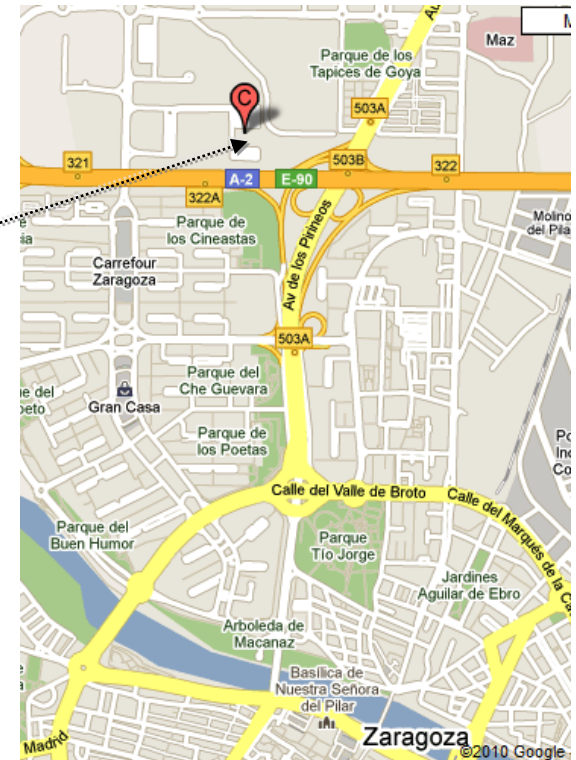 M
Maz
Parque de los
Tapices de Goya
C
503A
321
503B
322
A-2
E-90
322A
Parque de
los Cineastas
Molino
del Pila
Av de los Pirineos
Carrefour
Zaragoza
503A
Parque del
Che Guevara
Gran Casa
Parque de
los Poetas
Calle del Valle de Broto
Calle del Marqués de la Ca
Parque del
Buen Humor
Parque
Tío Jorge
Jardines
Aguilar de Ebro
Arboleda de
Macanaz
Basílica de
Nuestra Señora
del Pilar
Zaragoza
Madrid
©2010 Google